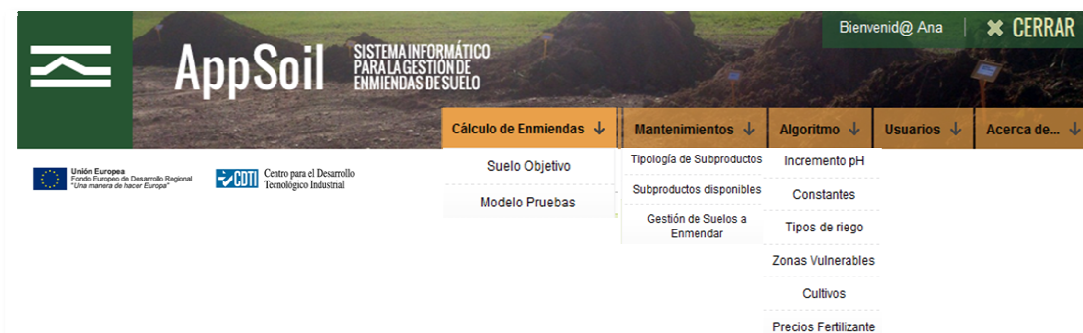 Bienvenid@ Ana
CERRAR
AppSoil
SISTEMA INFORMÁTICO
PARA LA GESTIÓN DE
ENMIENDAS DE SUELO
Cálculo de Enmiendas
Mantenimientos
Algoritmo
Usuarios
Acerca de...
Unión Europea
Fondo Europeo de Desarrollo Regional
"Una manera de hacer Europa"
CDTI
Centro para el Desarrollo
Tecnológico Industrial
Suelo Objetivo
Modelo Pruebas
Tipología de Subproductos
Subproductos disponibles
Gestión de Suelos a
Enmendar
Incremento pH
Constantes
Tipos de riego
Zonas Vulnerables
Cultivos
Precios Fertilizante